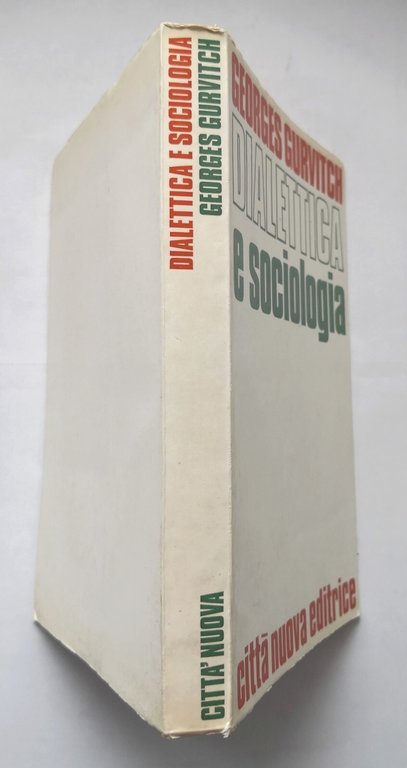 DIALETTICA E SOCIOLOGIA
GEORGES GURVITCH
CITTA' NUOVA
GEORGES GURVITCH
DIALETTICA
e sociologia
città nuova editrice